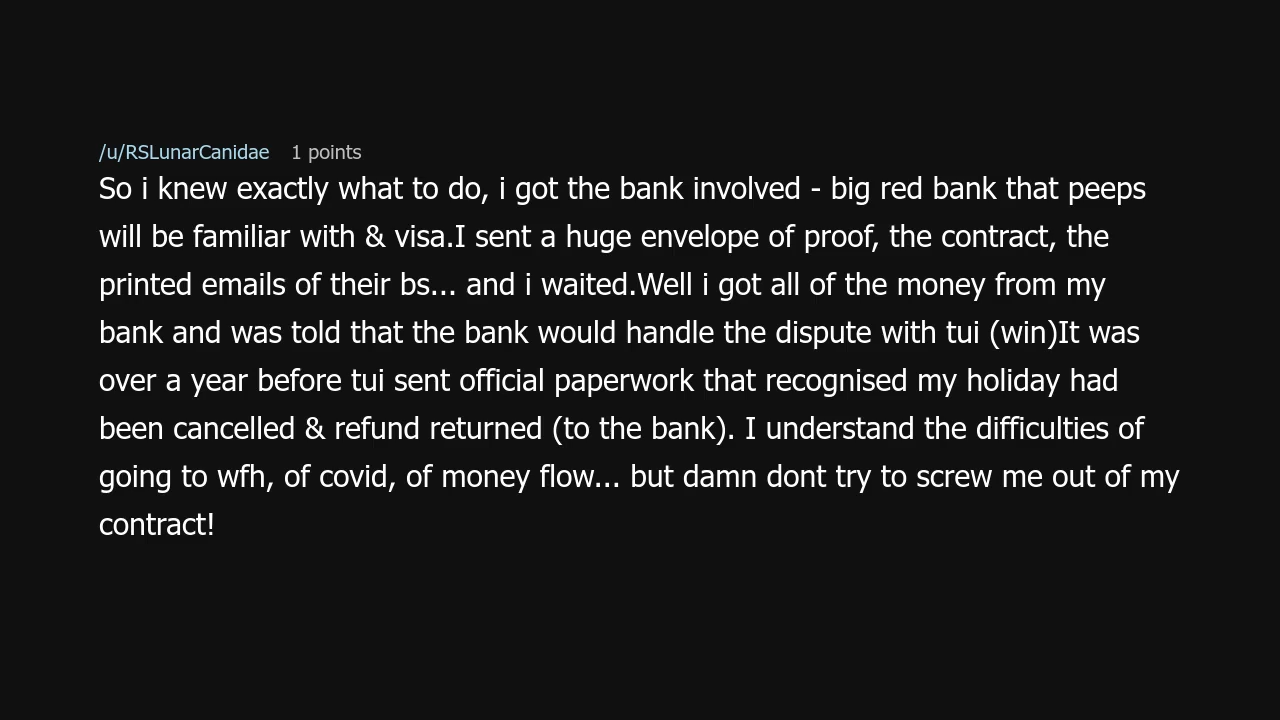 /u/RSLunarCanidae 1 points
So i knew exactly what to do, i got the bank involved - big red bank that peeps
will be familiar with & visa.I sent a huge envelope of proof, the contract, the
printed emails of their bs... and i waited.Well i got all of the money from my
bank and was told that the bank would handle the dispute with tui (win)It was
over a year before tui sent official paperwork that recognised my holiday had
been cancelled & refund returned (to the bank). I understand the difficulties of
going to wfh, of covid, of money flow... but damn dont try to screw me out of my
contract!